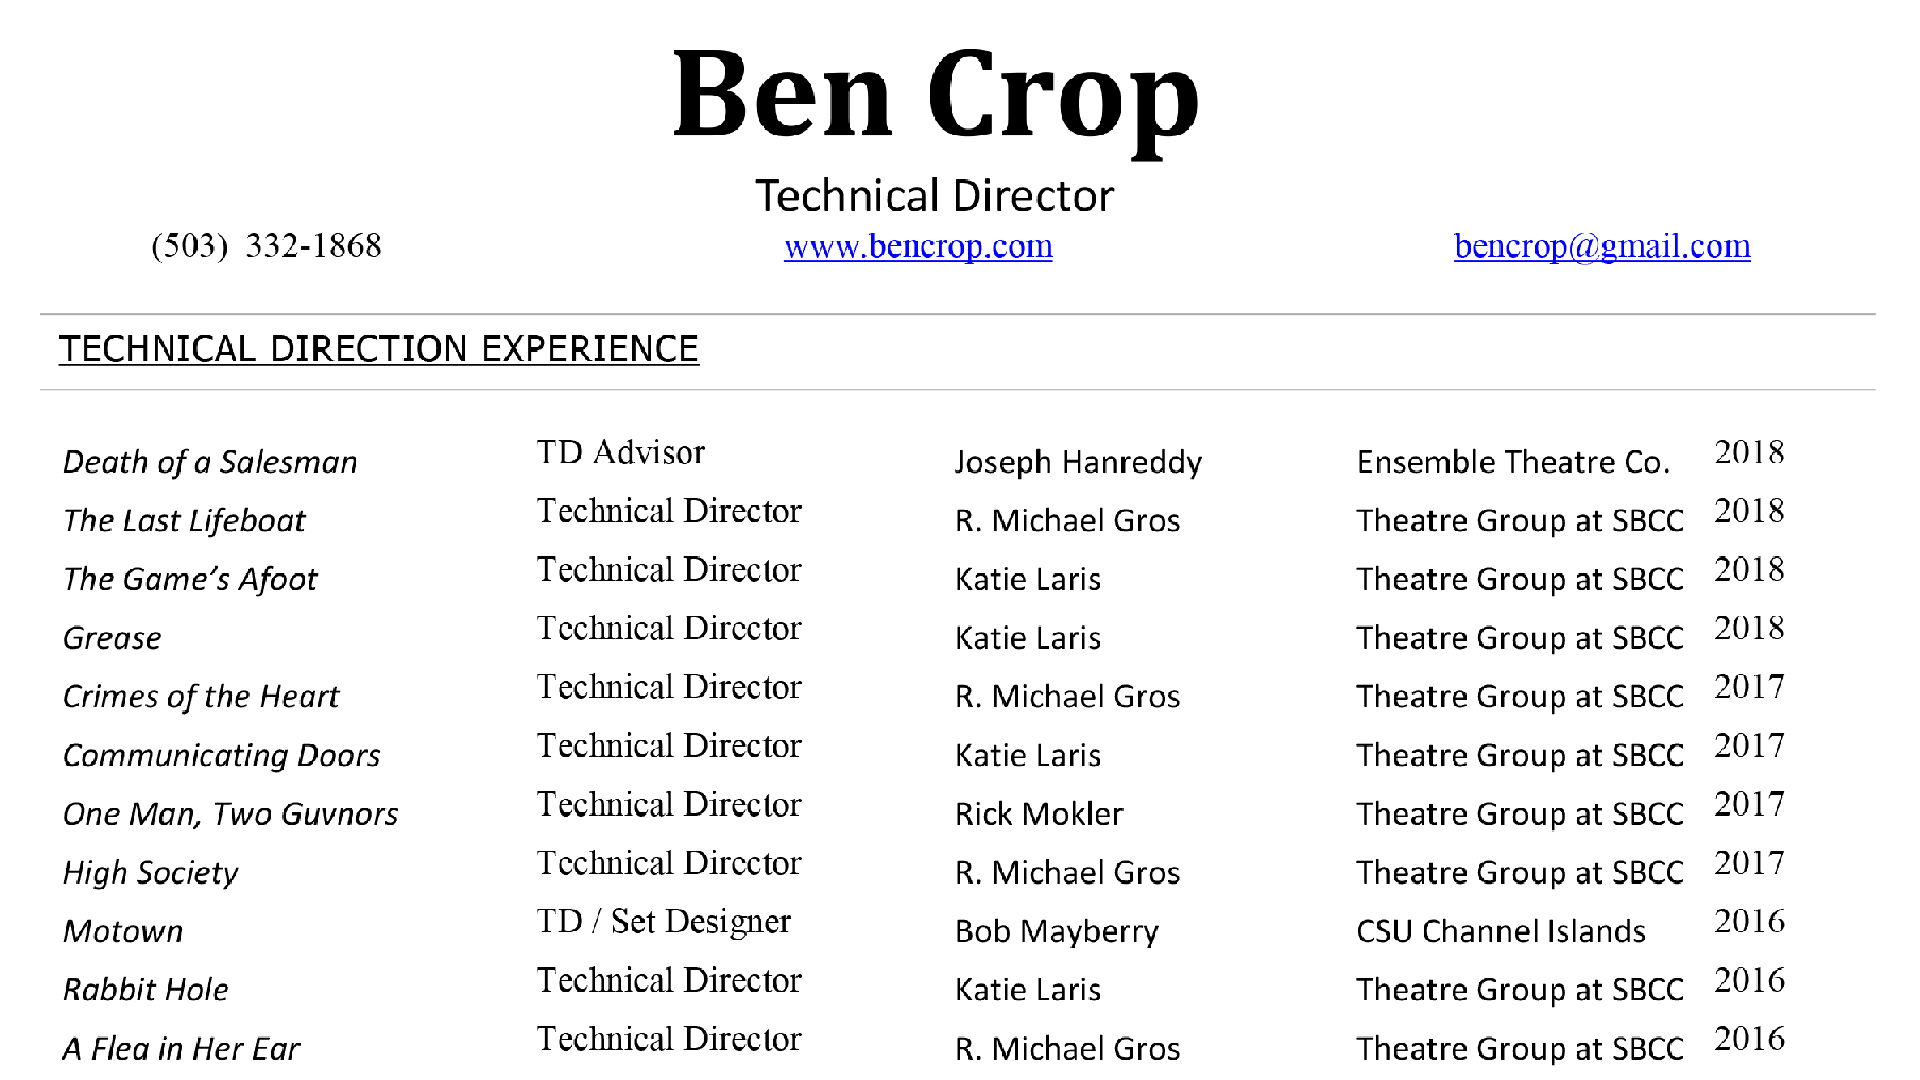 Ben Crop
Technical Director
(503) 332-1868 www.bencrop.com bencrop@gmail.com
TECHNICAL DIRECTION EXPERIENCE
Death of a Salesman TD Advisor Joseph Hanreddy Ensemble Theatre Co. 2018
The Last Lifeboat Technical Director R. Michael Gros Theatre Group at SBCC 2018
The Game’s Afoot Technical Director Katie Laris Theatre Group at SBCC 2018
Grease Technical Director Katie Laris Theatre Group at SBCC 2018
Crimes of the Heart Technical Director R. Michael Gros Theatre Group at SBCC 2017
Communicating Doors Technical Director Katie Laris Theatre Group at SBCC 2017
One Man, Two Guvnors Technical Director Rick Mokler Theatre Group at SBCC 2017
High Society Technical Director R. Michael Gros Theatre Group at SBCC 2017
Motown TD / Set Designer Bob Mayberry CSU Channel Islands 2016
Rabbit Hole Technical Director Katie Laris Theatre Group at SBCC 2016
A Flea in Her Ear Technical Director R. Michael Gros Theatre Group at SBCC 2016